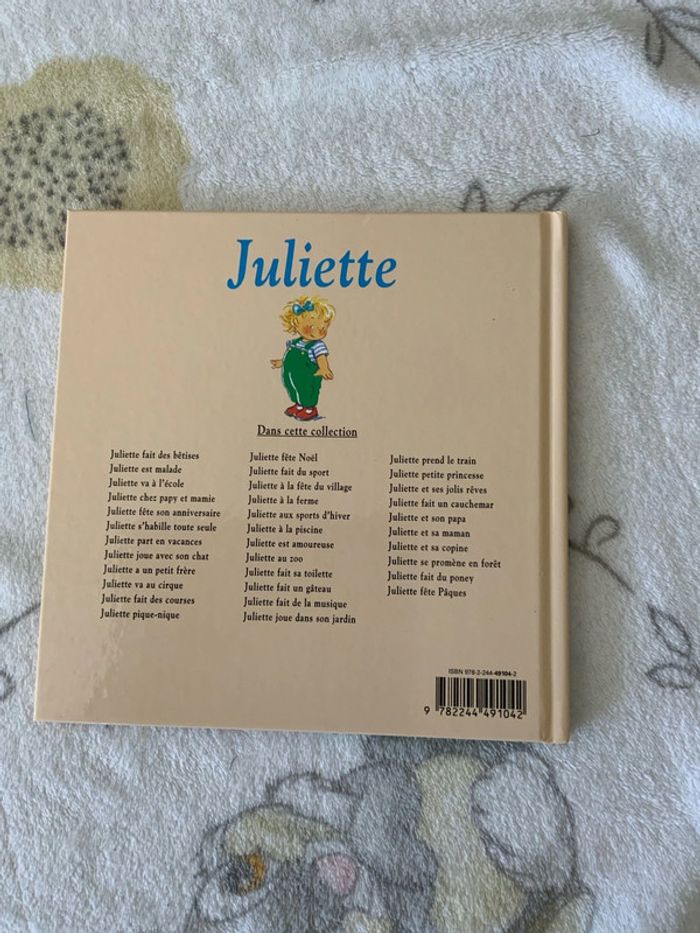 Juliette
Dans cette collection
Juliette fait des bêtises
Juliette est malade
Juliette va à l'école
Juliette chez papy et mamie
Juliette fête son anniversaire
Juliette s'habille toute seule
Juliette part en vacances
Juliette joue avec son chat
Juliette a un petit frère
Juliette va au cirque
Juliette fait des courses
Juliette pique-nique
Juliette fête Noël
Juliette fait du sport
Juliette à la fête du village
Juliette à la ferme
Juliette aux sports d'hiver
Juliette à la piscine
Juliette est amoureuse
Juliette au zoo
Juliette fait sa toilette
Juliette fait un gâteau
Juliette fait de la musique
Juliette joue dans son jardin
Juliette prend le train
Juliette petite princesse
Juliette et ses jolis rêves
Juliette fait un cauchemar
Juliette et son papa
Juliette et sa maman
Juliette et sa copine
Juliette se promène en forêt
Juliette fait du poney
Juliette fête Pâques
ISBN 978-2-244-49104-2
9 782244 491042